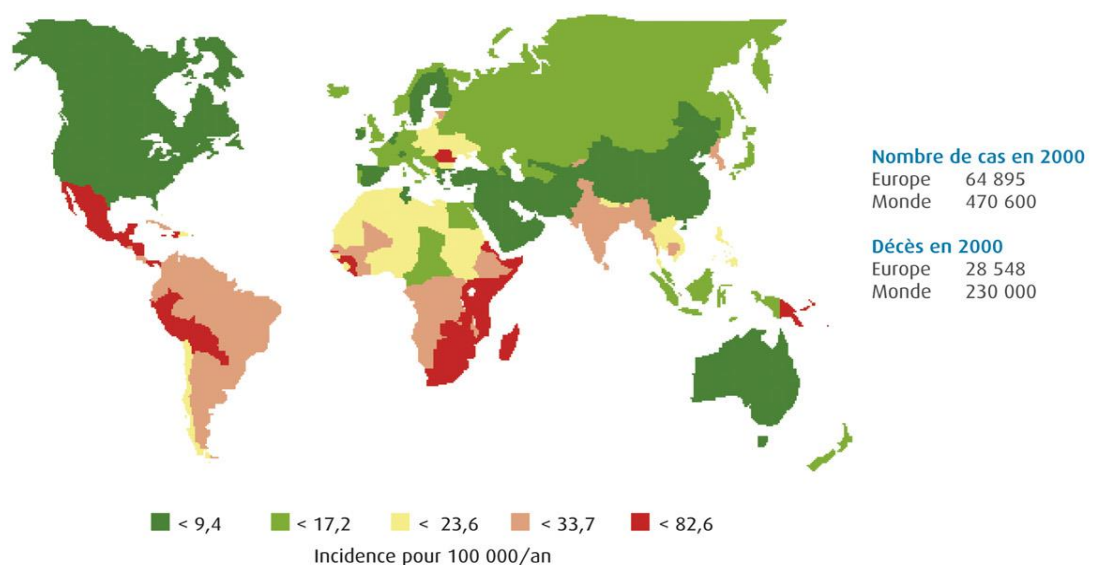 Nombre de cas en 2000
Europe 64 895
Monde 470 600
Décès en 2000
Europe 28 548
Monde 230 000
< 9,4 < 17,2 < 23,6 < 33,7 < 82,6
Incidence pour 100 000/an